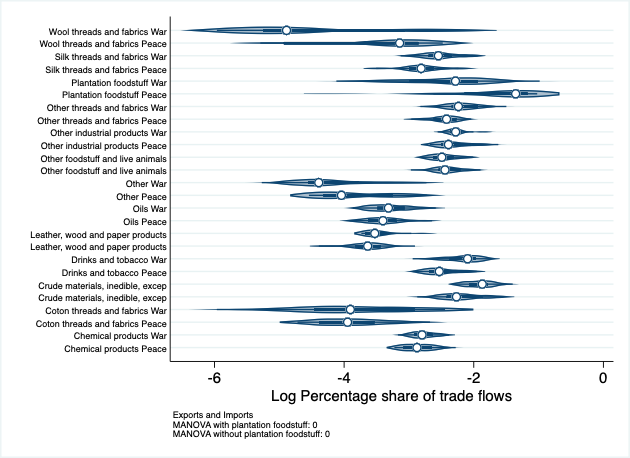 Wool threads and fabrics War
Wool threads and fabrics Peace
Silk threads and fabrics War
Silk threads and fabrics Peace
Plantation foodstuff War
Plantation foodstuff Peace
Other threads and fabrics War
Other threads and fabrics Peace
Other industrial products War
Other industrial products Peace
Other foodstuff and live animals
Other foodstuff and live animals
Other War
Other Peace
Oils War
Oils Peace
Leather, wood and paper products
Leather, wood and paper products
Drinks and tobacco War
Drinks and tobacco Peace
Crude materials, inedible, excep
Crude materials, inedible, excep
Coton threads and fabrics War
Coton threads and fabrics Peace
Chemical products War
Chemical products Peace
-6 -4 -2 0
Log Percentage share of trade flows
Exports and Imports
MANOVA with plantation foodstuff: 0
MANOVA without plantation foodstuff: 0